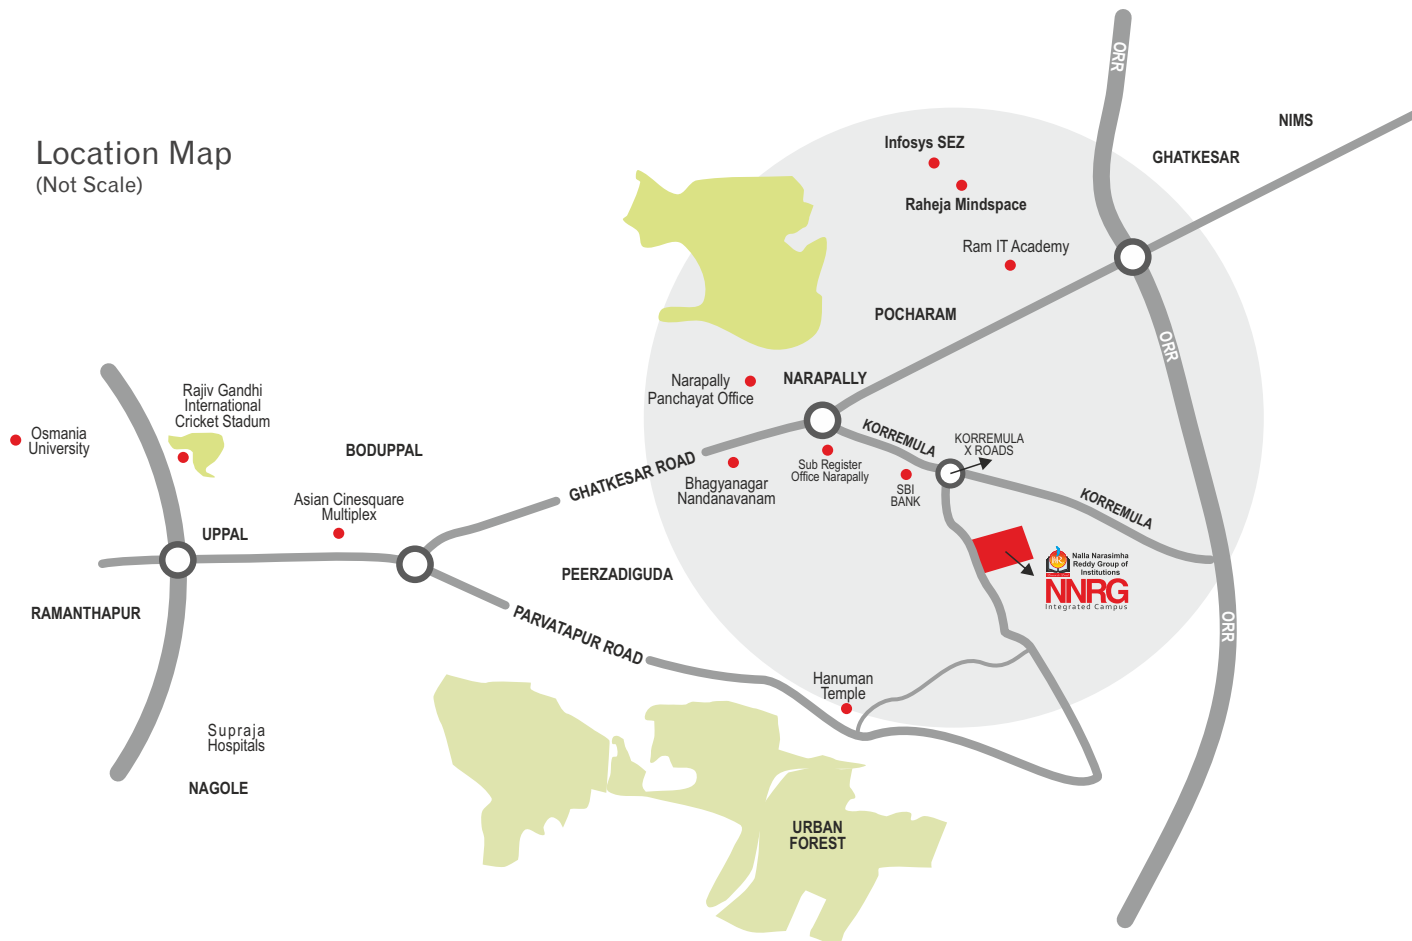 Location Map
(Not Scale)
ORR
NIMS
GHATKESAR
Infosys SEZ
Raheja Mindspace
Ram IT Academy
POCHARAM
ORR
NARAPALLY
Narapally
Panchayat Office
Rajiv Gandhi
International
Cricket Stadum
Osmania
University
BODUPPAL
GHATKESAR ROAD
KORREMULA
KORREMULA
X ROADS
Sub Register
Office Narapally
SBI
BANK
Bhagyanagar
Nandanavanam
KORREMULA
Asian Cinesquare
Multiplex
UPPAL
PEERZADIGUDA
Nalla Narasimha
Reddy Group of
Institutions
NNRG
Integrated Campus
RAMANTHAPUR
PARVATAPUR ROAD
ORR
Hanuman
Temple
Supraja
Hospitals
NAGOLE
URBAN
FOREST